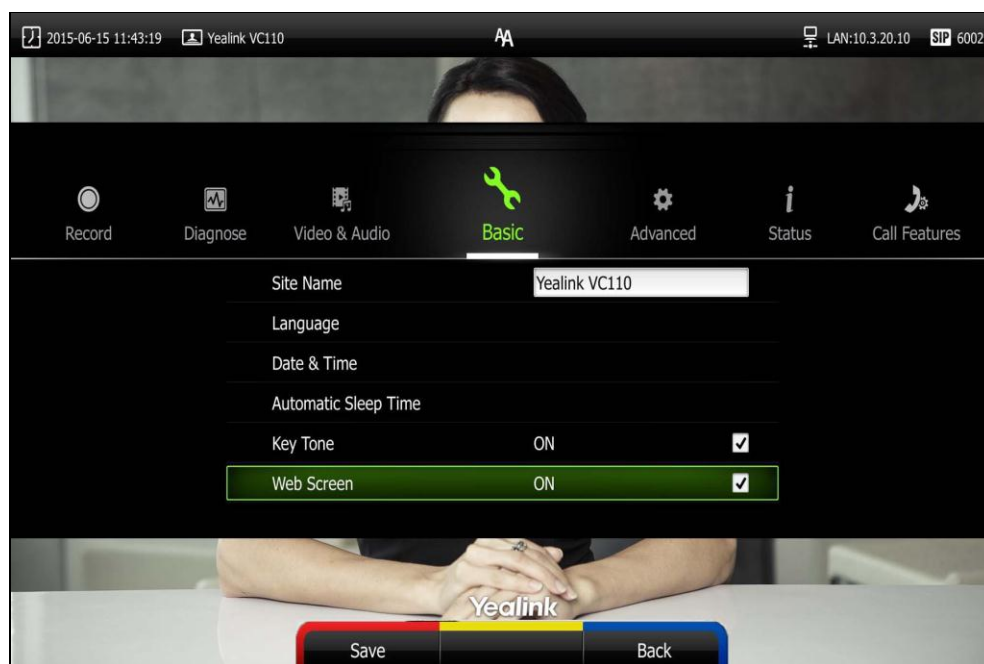 2015-06-15 11:43:19 Yealink VC110 AA LAN:10.3.20.10 SIP 6002
Record Diagnose Video & Audio Basic Advanced Status Call Features
Site Name Yealink VC110
Language
Date & Time
Automatic Sleep Time
Key Tone ON
Web Screen ON
Yealink
Save Back